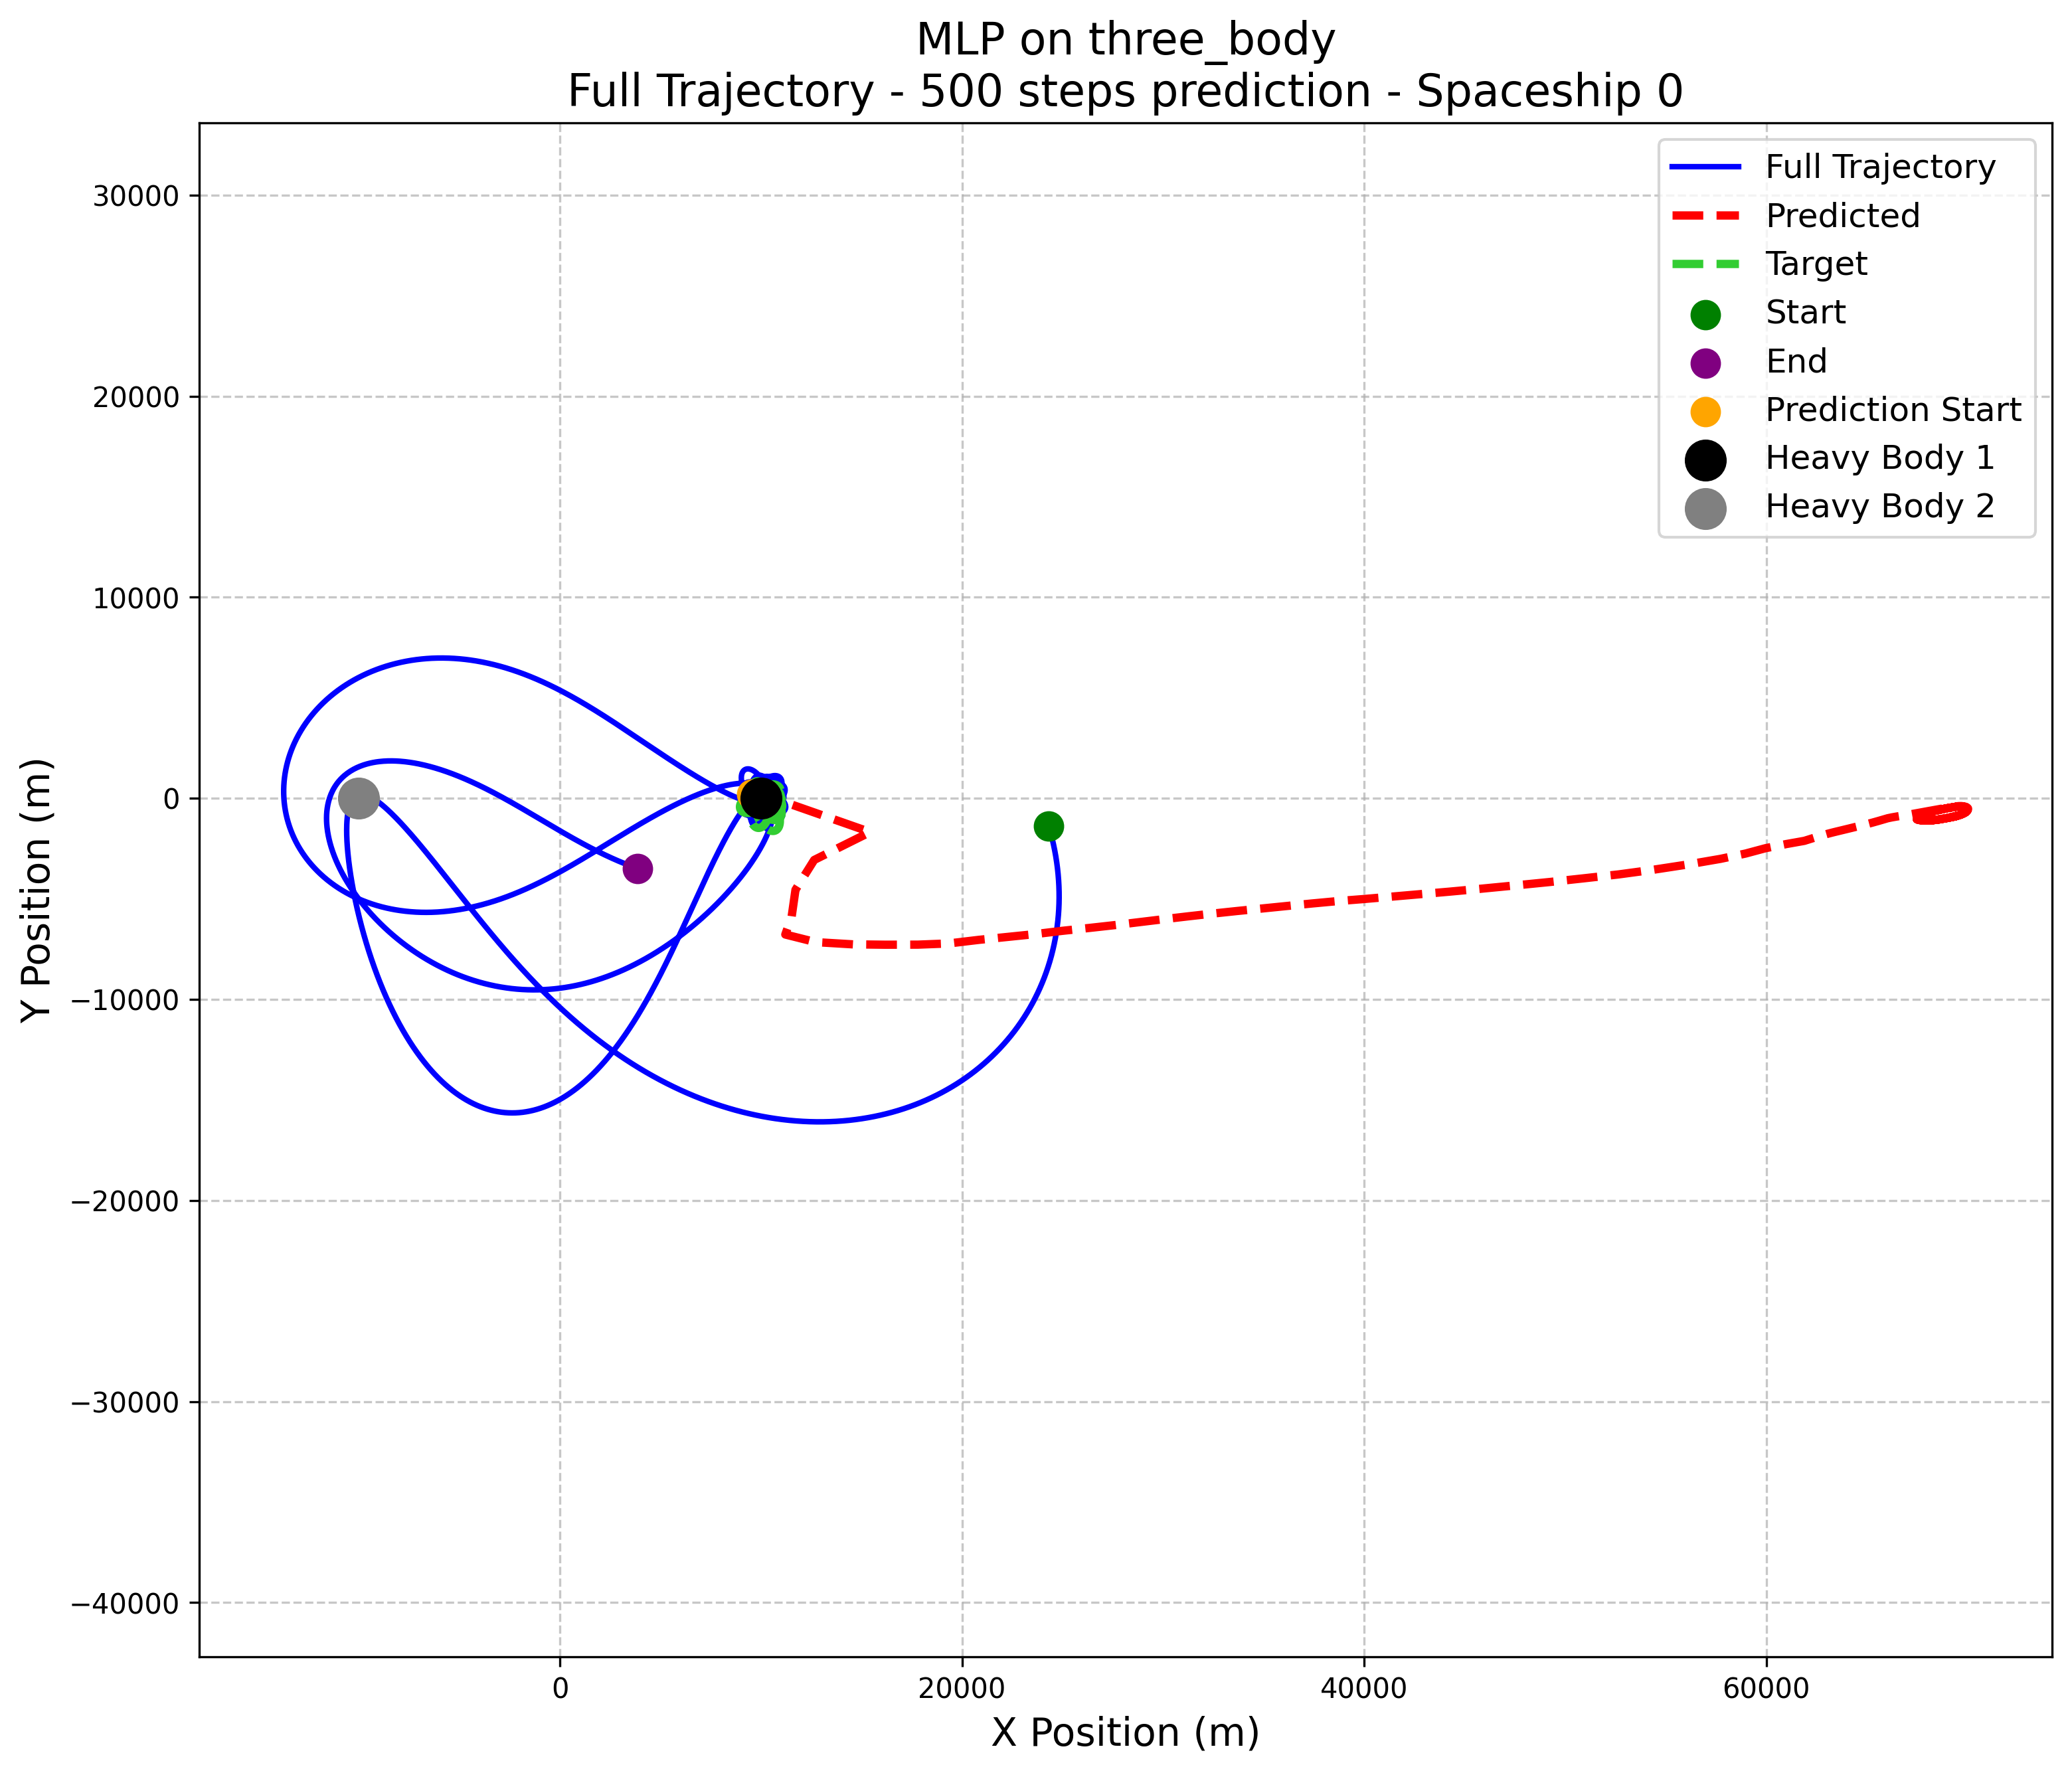 MLP on three_body
Full Trajectory - 500 steps prediction - Spaceship 0
Full Trajectory
Predicted
Target
Start
End
Prediction Start
Heavy Body 1
Heavy Body 2
Y Position (m)
30000
20000
10000
0
−10000
−20000
−30000
−40000
0
20000
40000
60000
X Position (m)